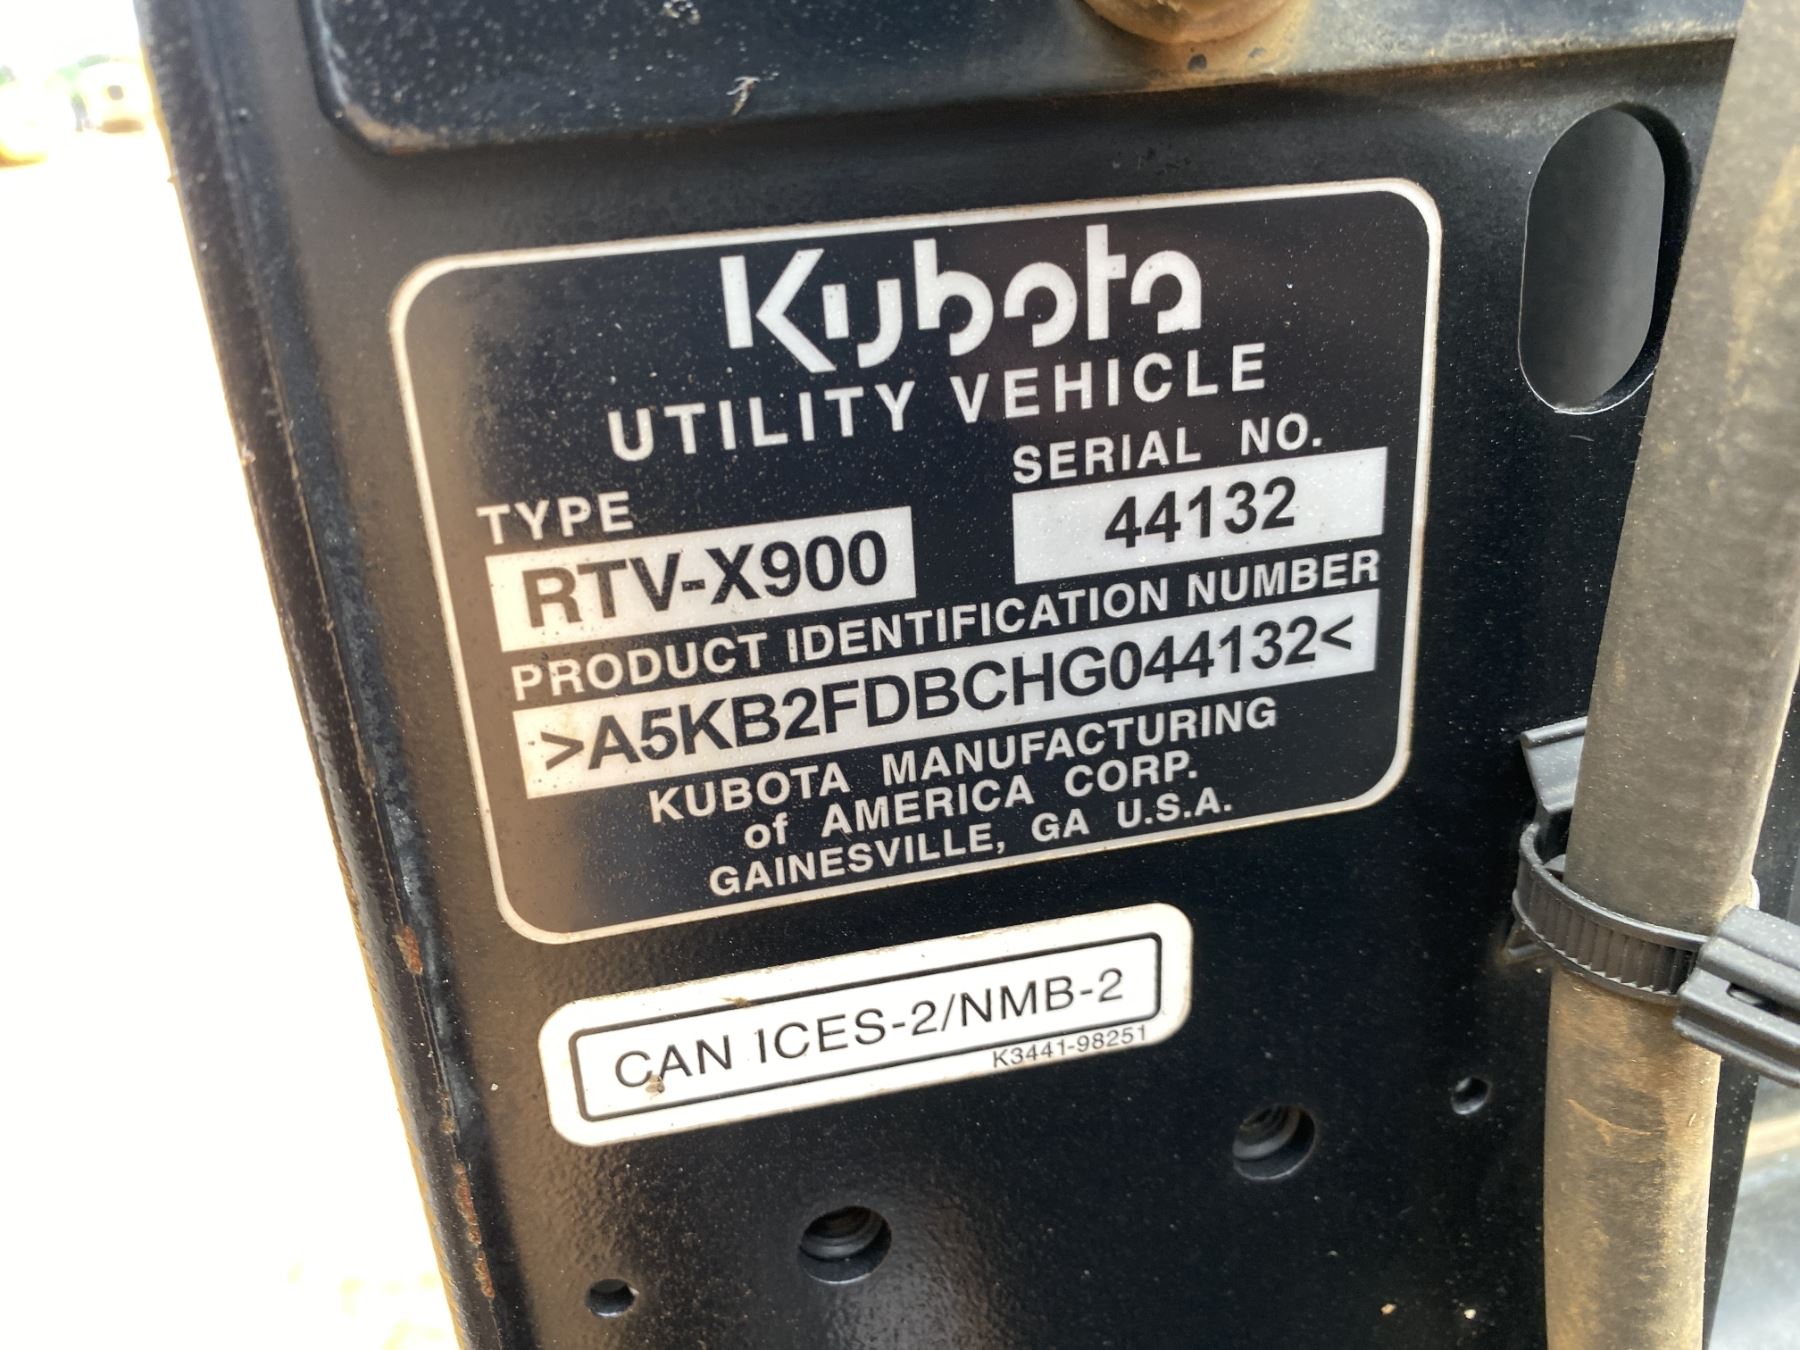 Kubota
UTILITY VEHICLE
TYPE
SERIAL NO.
RTV-X900
44132
PRODUCT IDENTIFICATION NUMBER
>A5KB2FDBCHG044132<
KUBOTA MANUFACTURING
of AMERICA CORP.
GAINESVILLE, GA U.S.A.
CAN ICES-2/NMB-2
K3441-98251